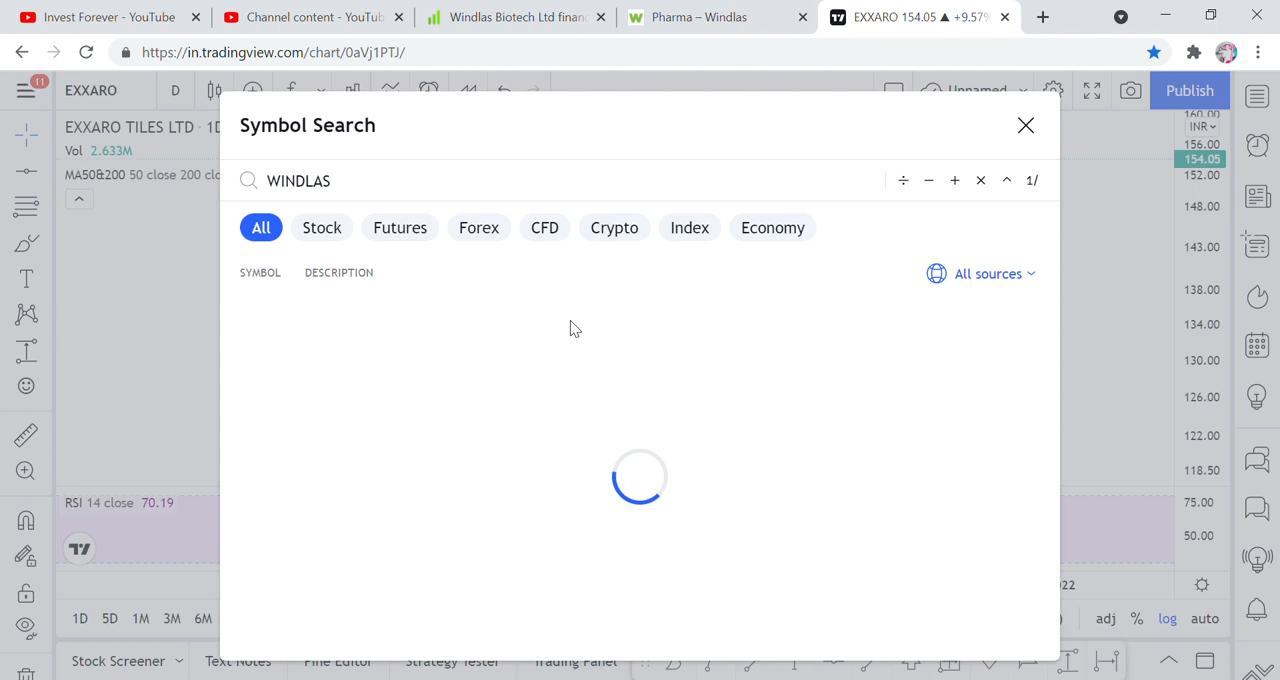 Invest Forever - YouTube
Channel content - YouTub
Windlas Biotech Ltd finan
Pharma – Windlas
EXXARO 154.05 ▲ +9.57%
https://in.tradingview.com/chart/0aVj1PTJ/
11
EXXARO
D
Unnamed
Publish
EXXARO TILES LTD · 1D
Vol 2.633M
MA50&200 50 close 200 clo
Symbol Search
WINDLAS
÷ − + × ^ 1/
All
Stock
Futures
Forex
CFD
Crypto
Index
Economy
SYMBOL
DESCRIPTION
All sources
160.00
INR
156.00
154.05
152.00
148.00
143.00
138.00
134.00
130.00
126.00
122.00
118.50
75.00
50.00
RSI 14 close 70.19
22
1D 5D 1M 3M 6M
adj % log auto
Stock Screener
Text Notes
Pine Editor
Strategy Tester
Trading Panel